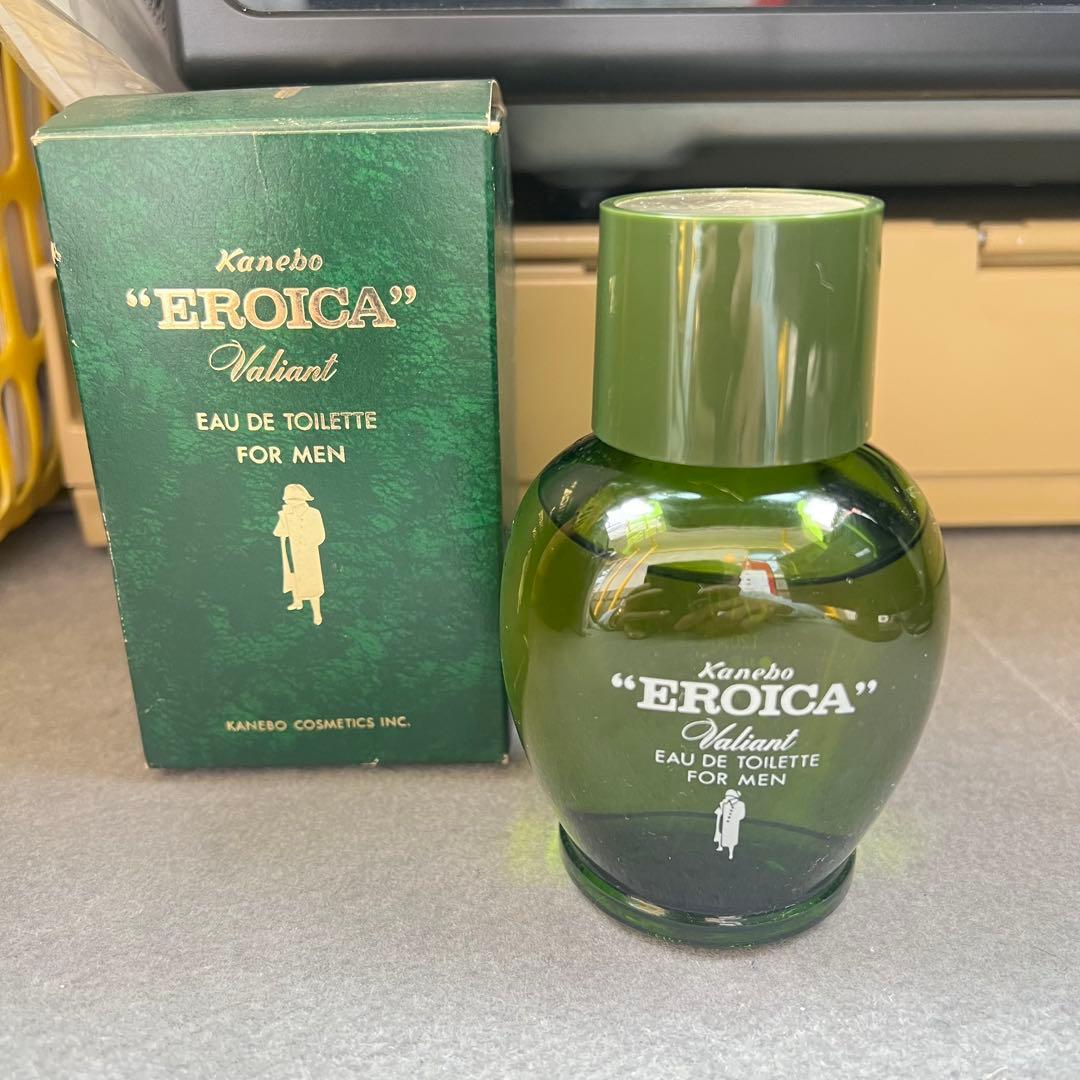 Kanebo
“EROICA”
Valiant
EAU DE TOILETTE
FOR MEN
KANEBO COSMETICS INC.
Kanebo
“EROICA”
Valiant
EAU DE TOILETTE
FOR MEN